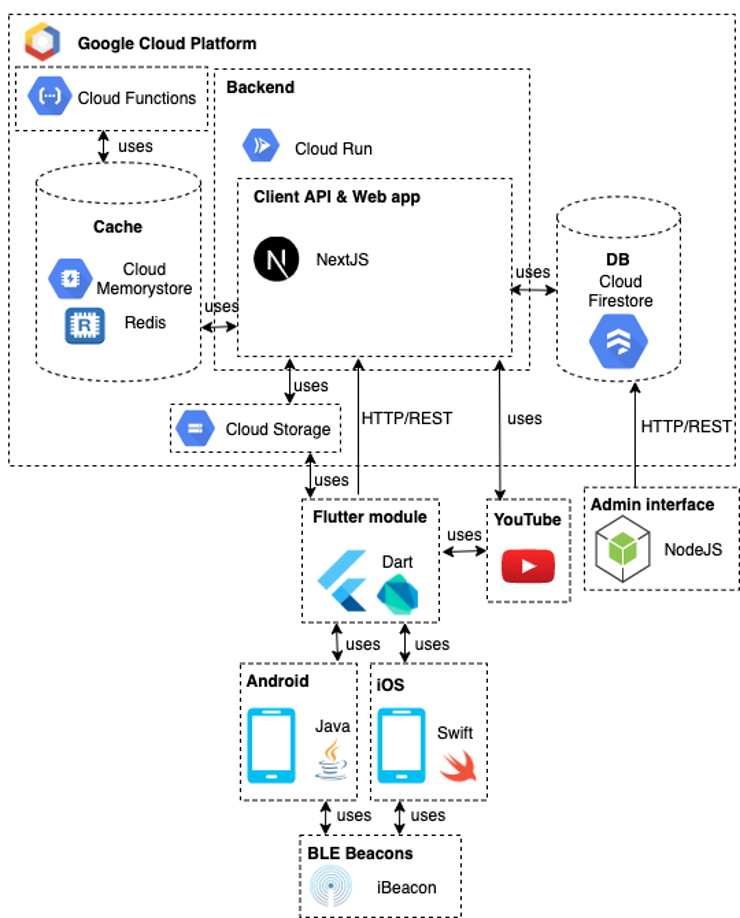 Google Cloud Platform
Cloud Functions
uses
Backend
Cloud Run
Client API & Web app
NextJS
Cache
Cloud
Memorystore
R
Redis
uses
uses
DB
Cloud
Firestore
uses
Cloud Storage
HTTP/REST
uses
HTTP/REST
uses
Flutter module
Dart
uses
YouTube
Admin interface
NodeJS
uses
uses
Android
Java
iOS
Swift
uses
uses
BLE Beacons
iBeacon